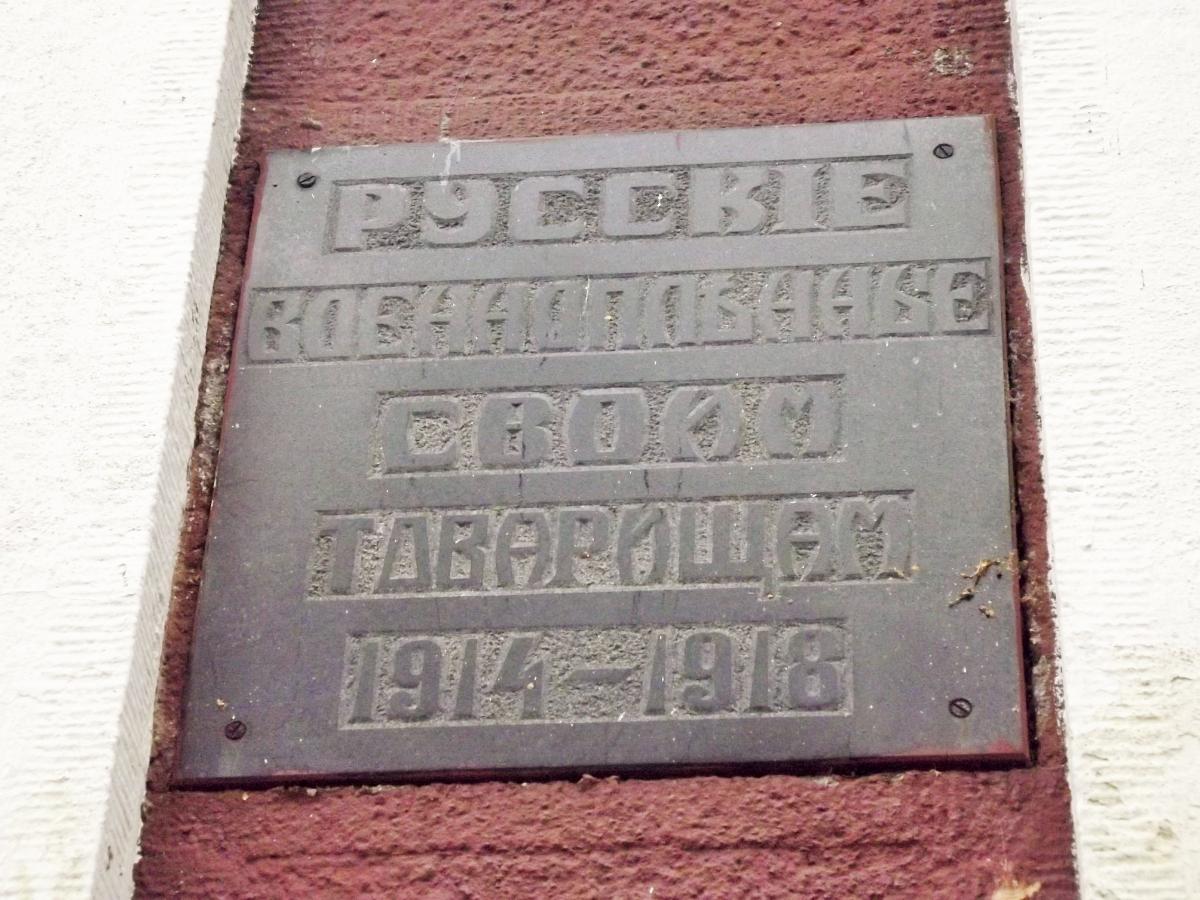 РУССКІЕ
ВОЕННОПЛѢННЫЕ
СВОИМ
ТОВАРИЩАМ
1914-1918